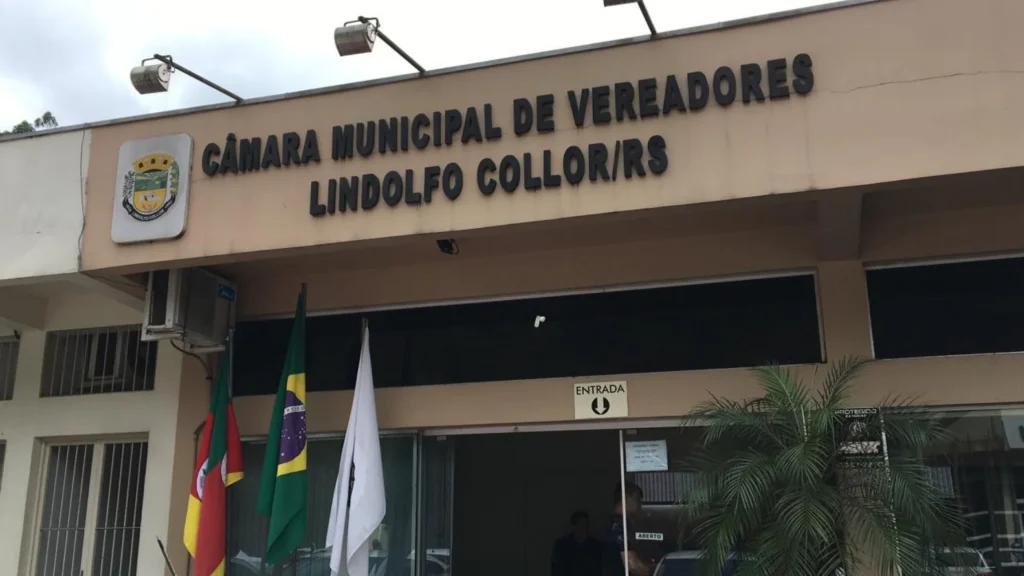 CÂMARA MUNICIPAL DE VEREADORES
LINDOLFO COLLOR/RS
ENTRADA
ABERTO